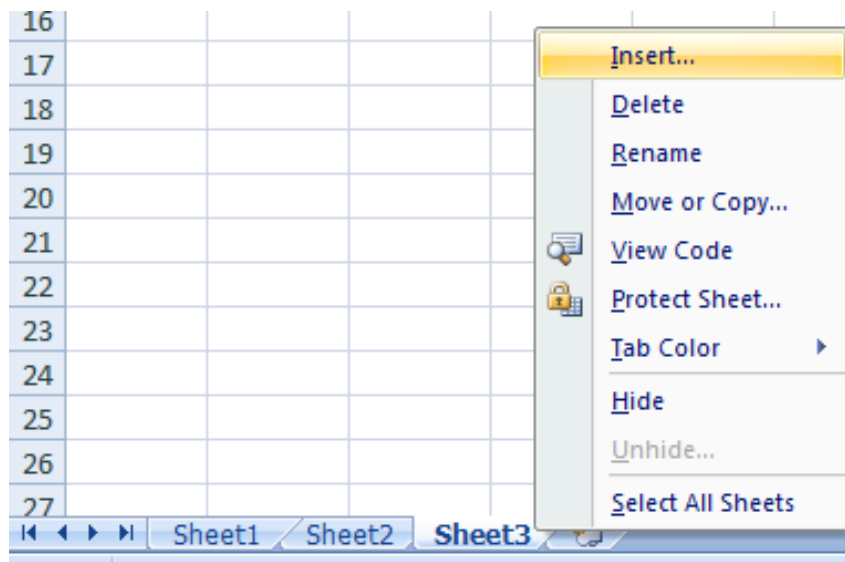 16
17
18
19
20
21
22
23
24
25
26
27
Insert...
Delete
Rename
Move or Copy...
View Code
Protect Sheet...
Tab Color
Hide
Unhide...
Select All Sheets
Sheet1 Sheet2 Sheet3